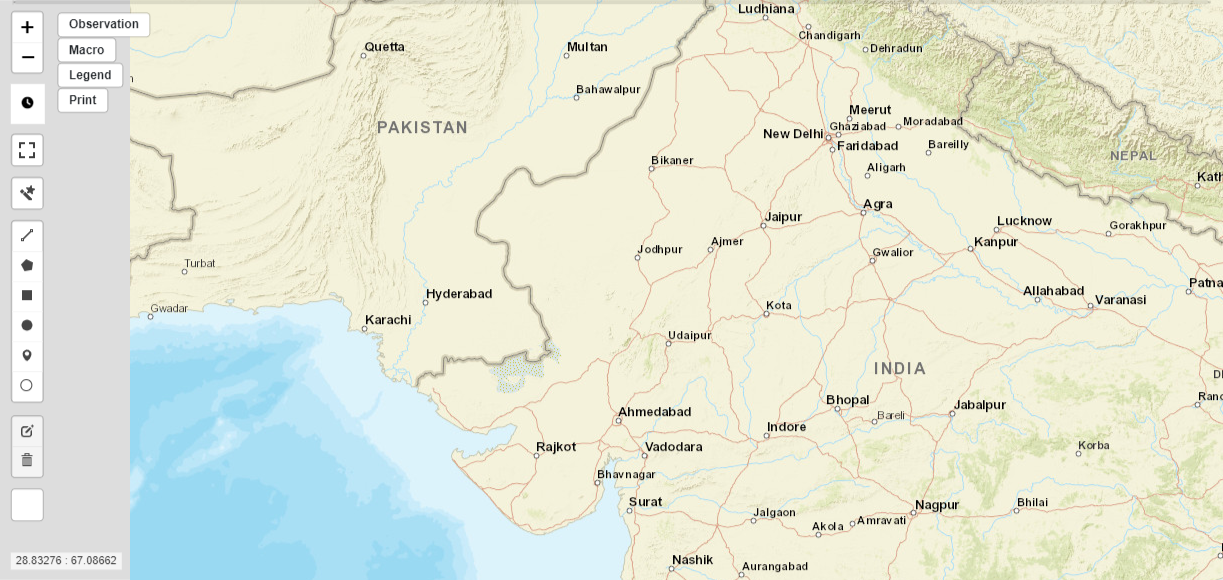 +
Observation
Ludhiana
Chandigarh
−
Macro
Quetta
Multan
Dehradun
Legend
Bahawalpur
Print
Meerut
PAKISTAN
New Delhi
Ghaziabad
Moradabad
Faridabad
Bareilly
Bikaner
Aligarh
NEPAL
Kath
Agra
Jaipur
Lucknow
Gorakhpur
Jodhpur
Ajmer
Kanpur
Gwalior
Turbat
Patna
Hyderabad
Allahabad
Varanasi
Gwadar
Karachi
Kota
Udaipur
INDIA
Bhopal
Jabalpur
Ranc
Ahmedabad
Bareli
Indore
Rajkot
Vadodara
Korba
Bhavnagar
Surat
Nagpur
Bhilai
Jalgaon
Akola
Amravati
28.83276 : 67.08662
Nashik
Aurangabad